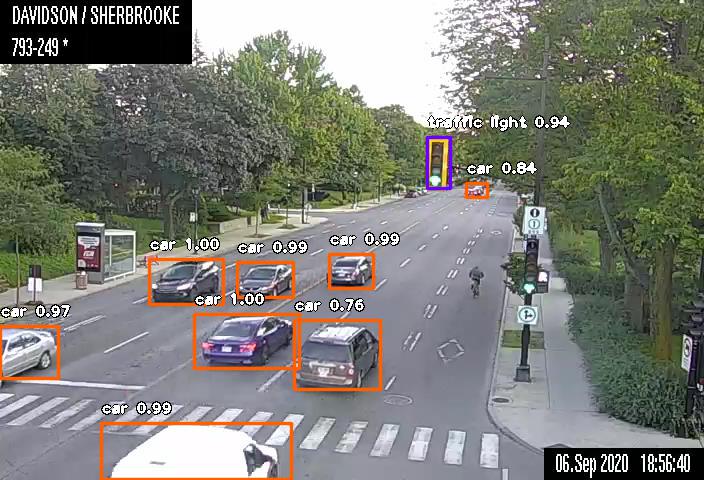 DAVIDSON / SHERBROOKE
793-249 *
traffic light 0.94
car 0.84
car 1.00
car 0.99
car 0.99
car 1.00
car 0.76
car 0.97
car 0.99
06.Sep 2020 18:56:40